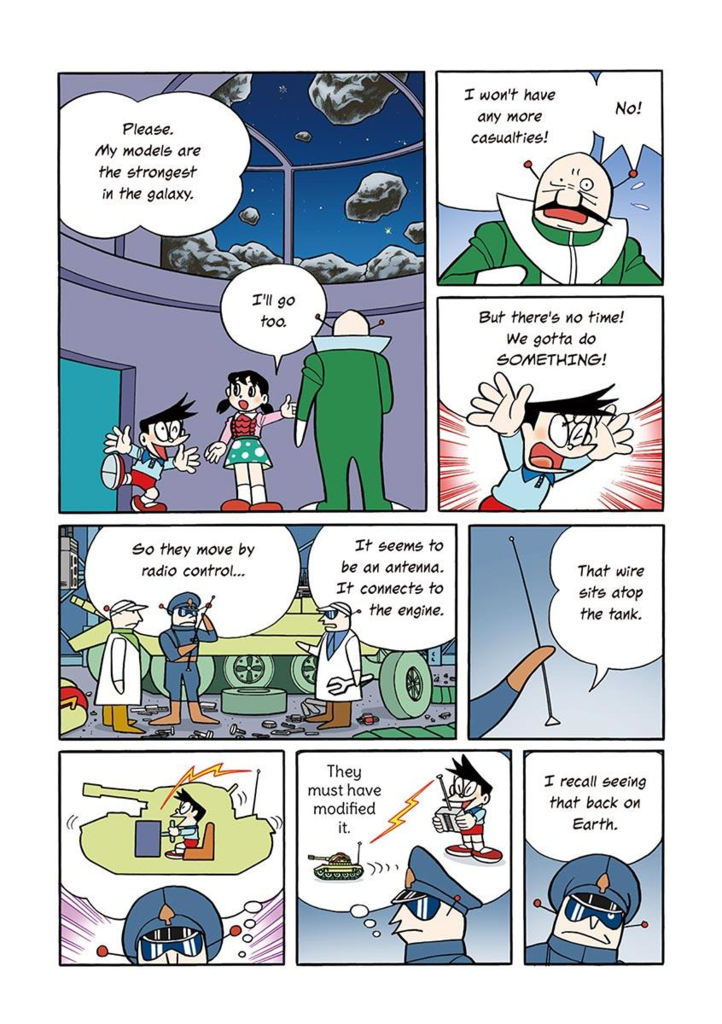 Please.
My models are
the strongest
in the galaxy.
I'll go
too.
I won't have
any more
casualties!
No!
But there's no time!
We gotta do
SOMETHING!
So they move by
radio control...
It seems to
be an antenna.
It connects to
the engine.
That wire
sits atop
the tank.
They
must have
modified
it.
I recall seeing
that back on
Earth.